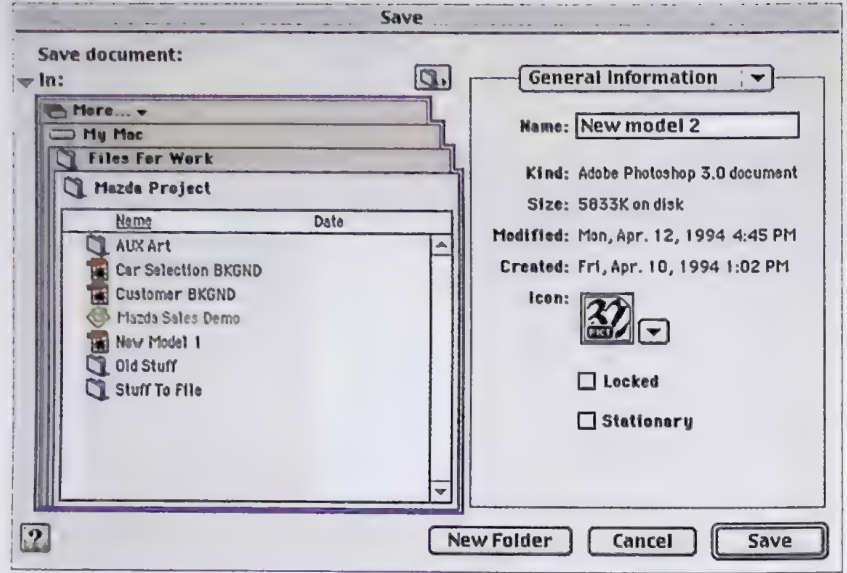 Save
Save document:
In:
More...
My Mac
Files For Work
Mazda Project
Name Date
AUX Art
Car Selection BKGND
Customer BKGND
Mazda Sales Demo
New Model 1
Old Stuff
Stuff To File
General Information
Name: New model 2
Kind: Adobe Photoshop 3.0 document
Size: 5833K on disk
Modified: Mon, Apr. 12, 1994 4:45 PM
Created: Fri, Apr. 10, 1994 1:02 PM
Icon:
PICT
Locked
Stationary
?
New Folder
Cancel
Save